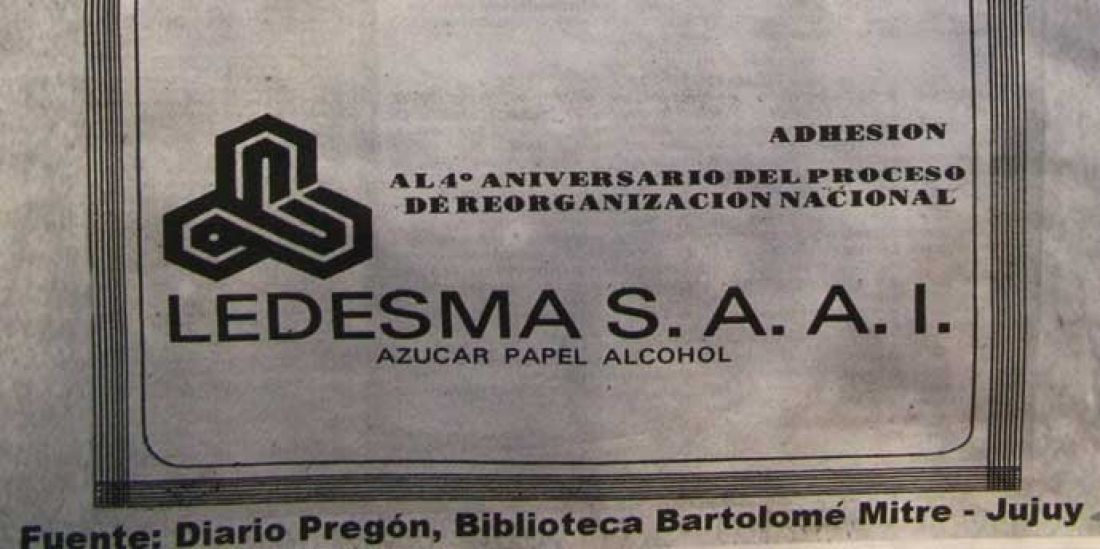 ADHESION
AL 4º ANIVERSARIO DEL PROCESO
DE REORGANIZACION NACIONAL
LEDESMA S. A. A. I.
AZUCAR PAPEL ALCOHOL
Fuente: Diario Pregón, Biblioteca Bartolomé Mitre - Jujuy